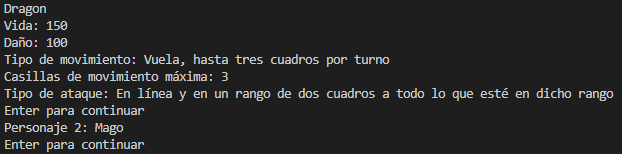 Dragon
Vida: 150
Daño: 100
Tipo de movimiento: Vuela, hasta tres cuadros por turno
Casillas de movimiento máxima: 3
Tipo de ataque: En línea y en un rango de dos cuadros a todo lo que esté en dicho rango
Enter para continuar
Personaje 2: Mago
Enter para continuar